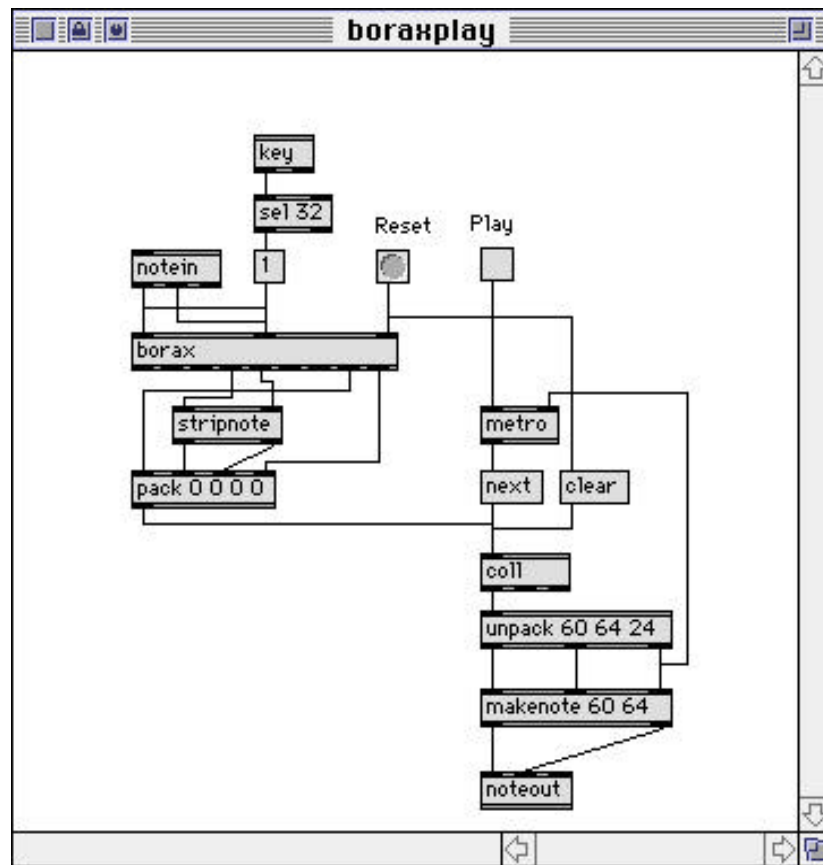 boraxplay
key
sel 32
Reset
Play
notein
1
borax
stripnote
metro
pack 0 0 0 0
next
clear
coll
unpack 60 64 24
makenote 60 64
noteout